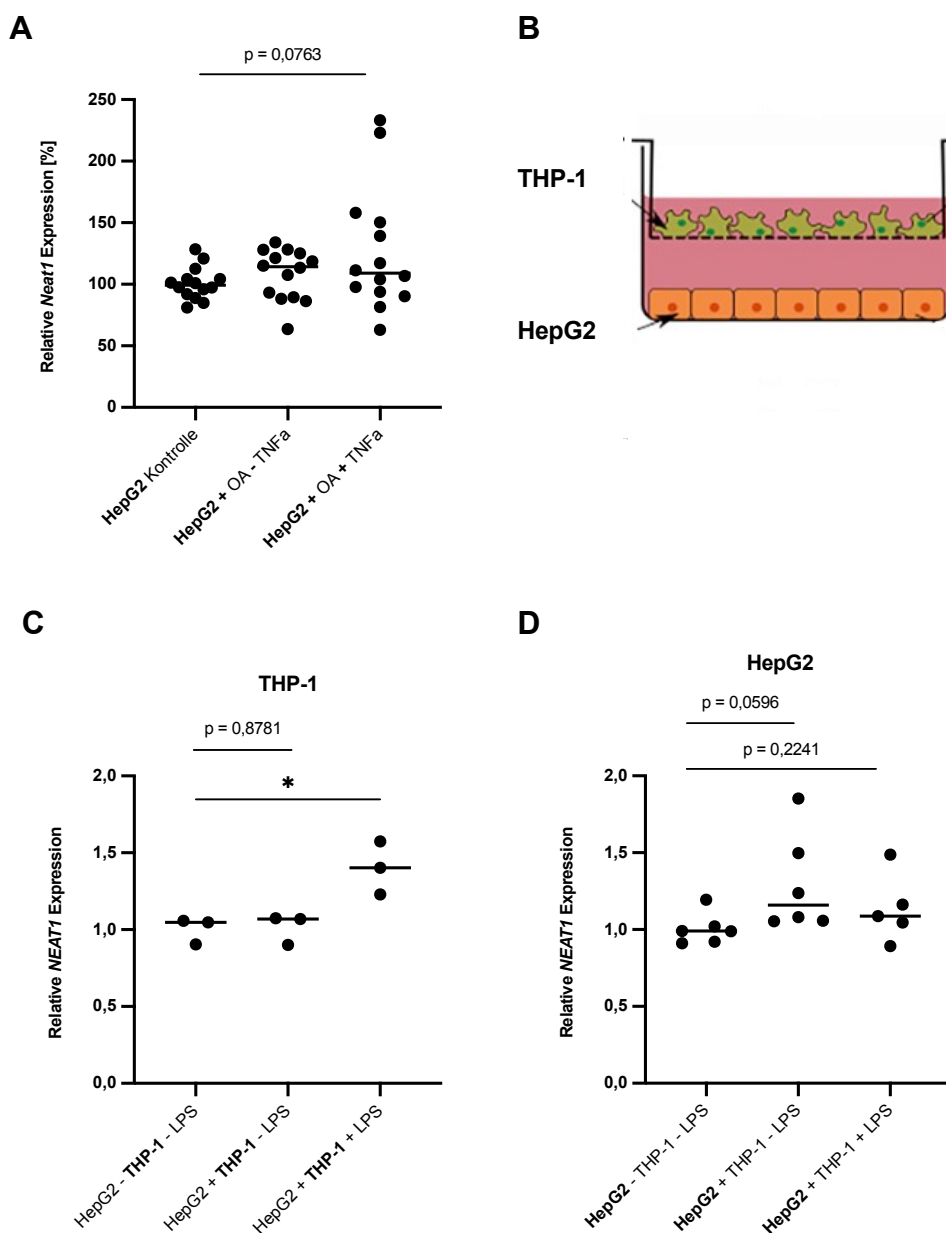 A
p = 0,0763
250
200
150
100
50
0
Relative Neat1 Expression [%]
HepG2 Kontrolle
HepG2 + OA - TNFa
HepG2 + OA + TNFa
B
THP-1
HepG2
C
THP-1
p = 0,8781
*
2,0
1,5
1,0
0,5
0,0
Relative NEAT1 Expression
HepG2 - THP-1 - LPS
HepG2 + THP-1 - LPS
HepG2 + THP-1 + LPS
D
HepG2
p = 0,0596
p = 0,2241
2,0
1,5
1,0
0,5
0,0
Relative NEAT1 Expression
HepG2 - THP-1 - LPS
HepG2 + THP-1 - LPS
HepG2 + THP-1 + LPS